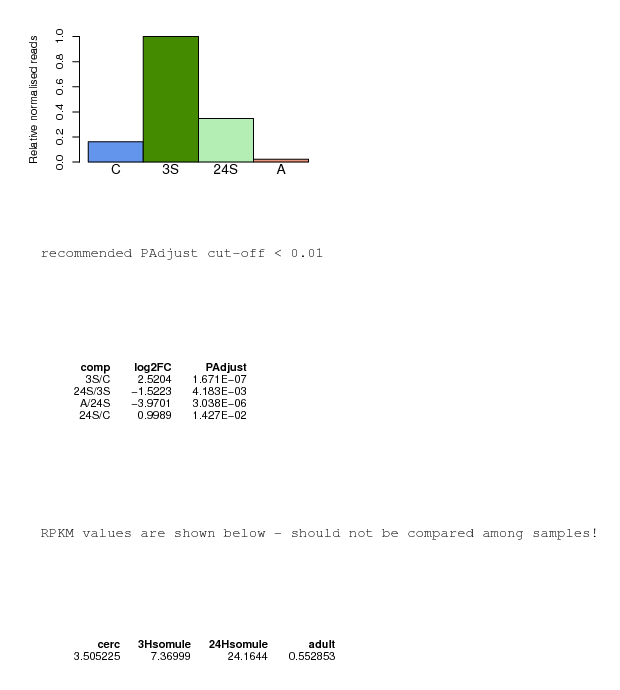 Relative normalised reads
1.0
0.8
0.6
0.4
0.2
0.0
C 3S 24S A
recommended PAdjust cut-off < 0.01
comp log2FC PAdjust
3S/C 2.5204 1.671E-07
24S/3S -1.5223 4.183E-03
A/24S -3.9701 3.038E-06
24S/C 0.9989 1.427E-02
RPKM values are shown below - should not be compared among samples!
cerc 3Hsomule 24Hsomule adult
3.505225 7.36999 24.1644 0.552853